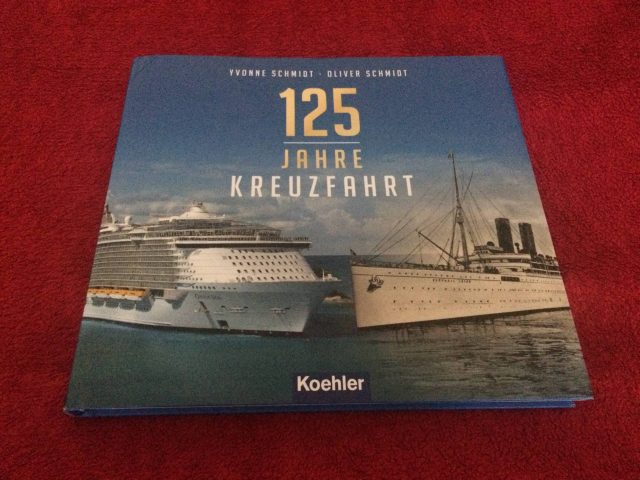 YVONNE SCHMIDT · OLIVER SCHMIDT
125
JAHRE
KREUZFAHRT
Koehler